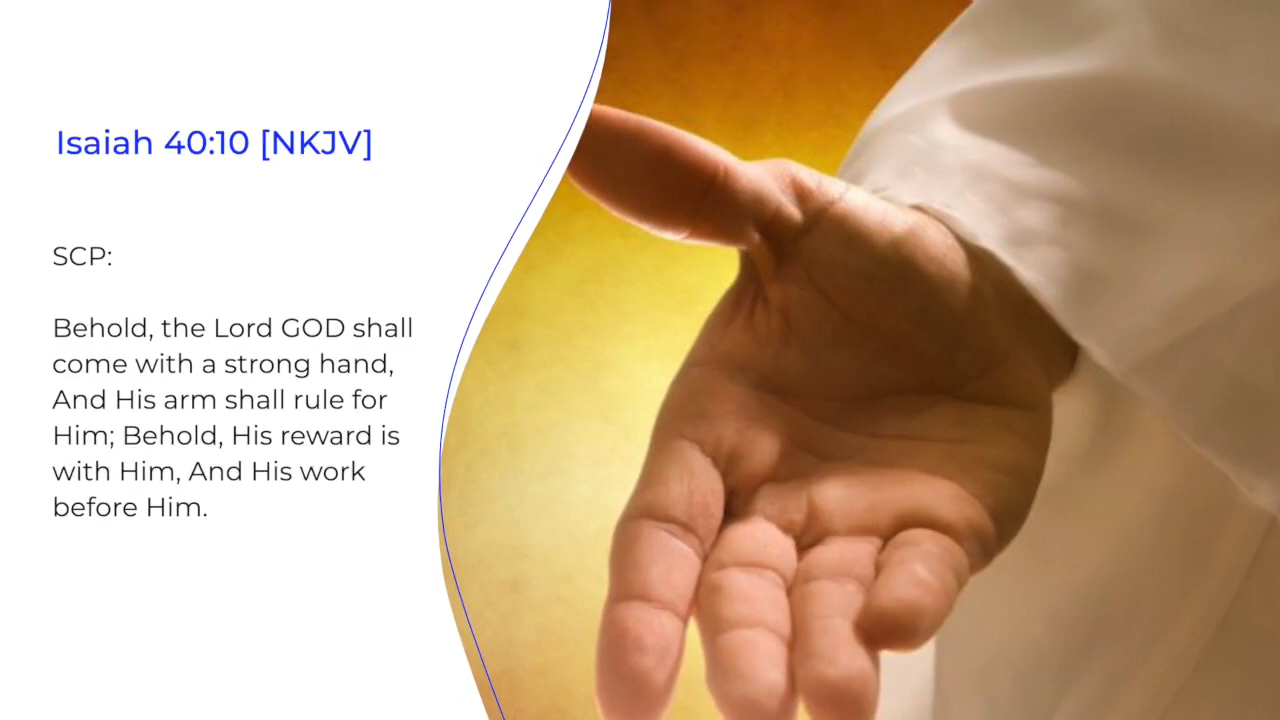 Isaiah 40:10 [NKJV]
SCP:
Behold, the Lord GOD shall
come with a strong hand,
And His arm shall rule for
Him; Behold, His reward is
with Him, And His work
before Him.